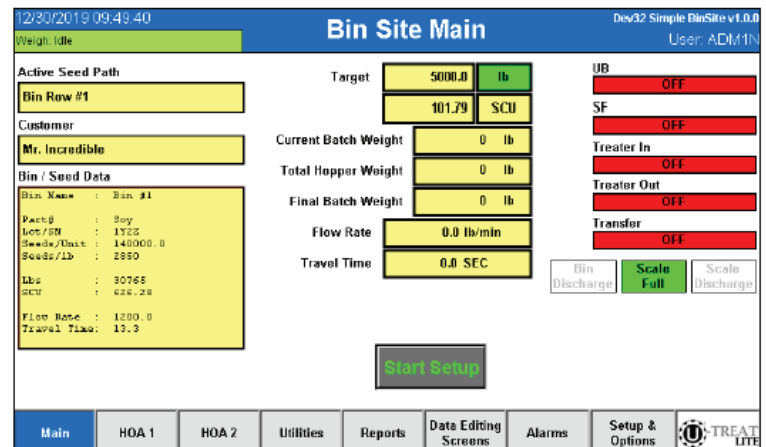 12/30/2019 09:49:40
Weigh: Idle
Bin Site Main
Dev32 Simple BinSite v1.0.0
User: ADM1N
Active Seed Path
Bin Row #1
Customer
Mr. Incredible
Bin / Seed Data
Bin Name : Bin #1
Part# : Soy
Lot/SN : 1Y2Z
Seeds/Unit : 140000.0
Seeds/lb : 2850
Lbs : 30765
SCU : 626.28
Flow Rate : 1200.0
Travel Time: 13.3
Target 5000.0 lb
101.79 SCU
Current Batch Weight 0 lb
Total Hopper Weight 0 lb
Final Batch Weight 0 lb
Flow Rate 0.0 lb/min
Travel Time 0.0 SEC
UB
OFF
SF
OFF
Treater In
OFF
Treater Out
OFF
Transfer
OFF
Bin Discharge
Scale Full
Scale Discharge
Start Setup
Main
HOA 1
HOA 2
Utilities
Reports
Data Editing Screens
Alarms
Setup & Options
U-TREAT
LITE